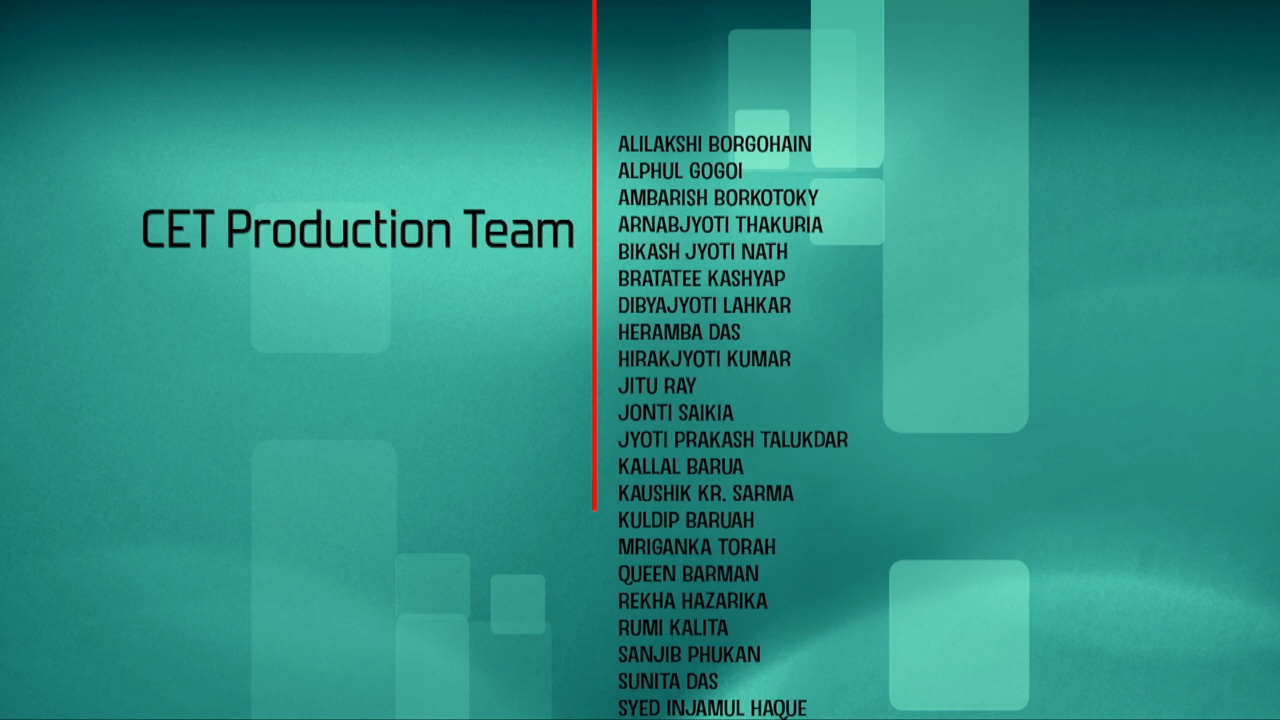 CET Production Team
ALILAKSHI BORGOHAIN
ALPHUL GOGOI
AMBARISH BORKOTOKY
ARNABJYOTI THAKURIA
BIKASH JYOTI NATH
BRATATEE KASHYAP
DIBYAJYOTI LAHKAR
HERAMBA DAS
HIRAKJYOTI KUMAR
JITU RAY
JONTI SAIKIA
JYOTI PRAKASH TALUKDAR
KALLAL BARUA
KAUSHIK KR. SARMA
KULDIP BARUAH
MRIGANKA TORAH
QUEEN BARMAN
REKHA HAZARIKA
RUMI KALITA
SANJIB PHUKAN
SUNITA DAS
SYED INJAMUL HAQUE